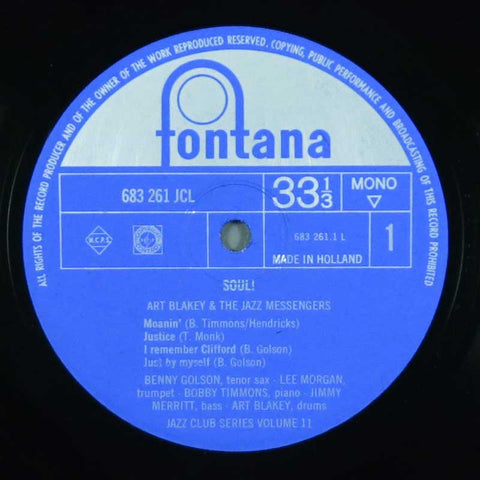 ALL RIGHTS OF THE RECORD PRODUCER AND OF THE OWNER OF THE WORK REPRODUCED RESERVED. COPYING, PUBLIC PERFORMANCE AND BROADCASTING OF THIS RECORD PROHIBITED
fontana
683 261 JCL
33 1/3
MONO
M.C.P.S.
683 261.1 L
1
MADE IN HOLLAND
SOUL!
ART BLAKEY & THE JAZZ MESSENGERS
Moanin' (B. Timmons/Hendricks)
Justice (T. Monk)
I remember Clifford (B. Golson)
Just by myself (B. Golson)
BENNY GOLSON, tenor sax - LEE MORGAN,
trumpet - BOBBY TIMMONS, piano - JIMMY
MERRITT, bass - ART BLAKEY, drums
JAZZ CLUB SERIES VOLUME 11